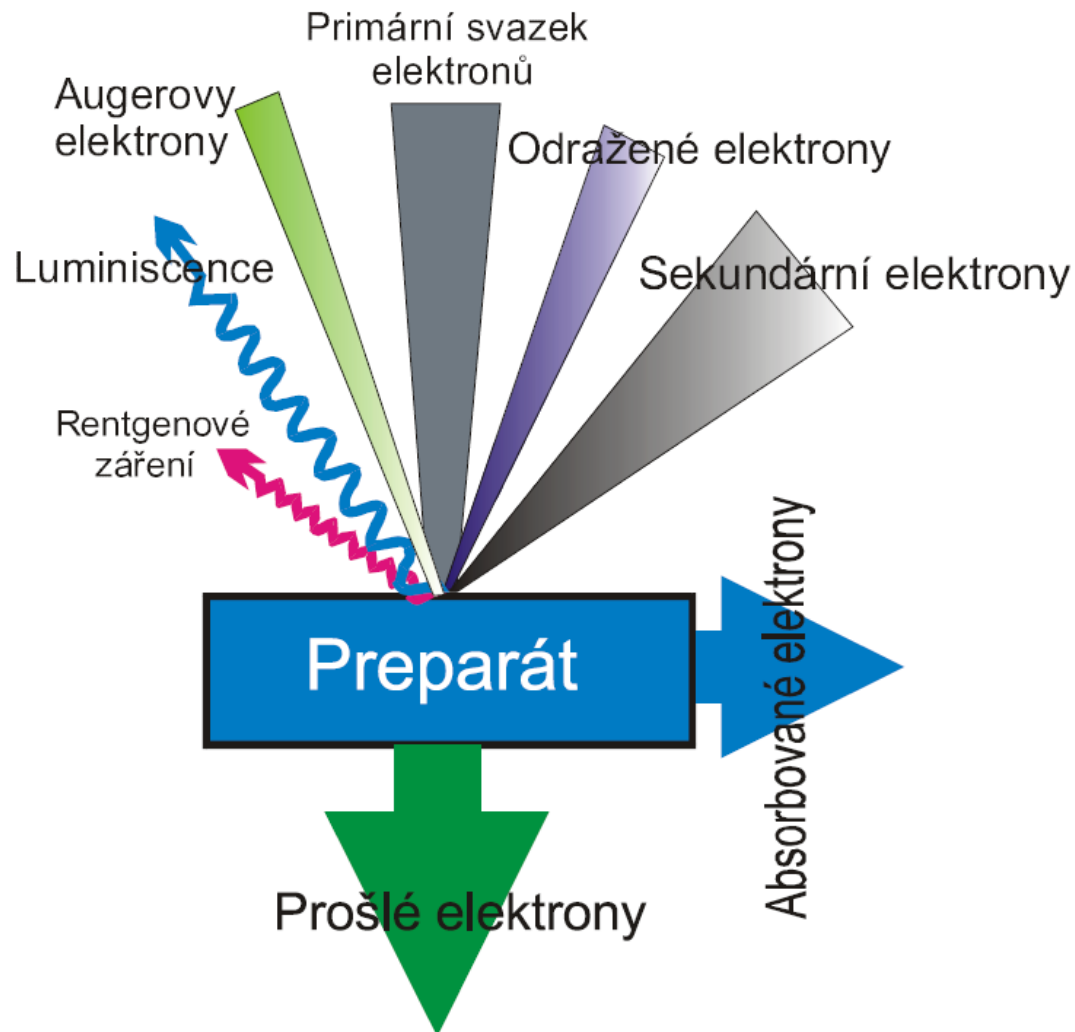 Primární svazek
elektronů
Augerovy
elektrony
Odražené elektrony
Luminiscence
Sekundární elektrony
Rentgenové
záření
Absorbované elektrony
Preparát
Prošlé elektrony